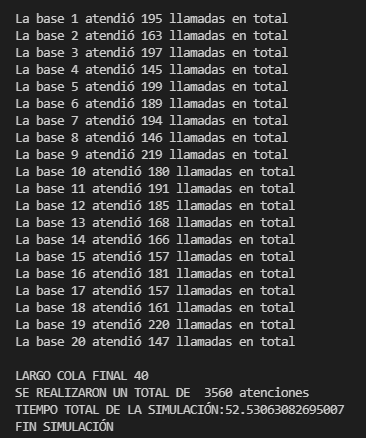 La base 1 atendió 195 llamadas en total
La base 2 atendió 163 llamadas en total
La base 3 atendió 197 llamadas en total
La base 4 atendió 145 llamadas en total
La base 5 atendió 199 llamadas en total
La base 6 atendió 189 llamadas en total
La base 7 atendió 194 llamadas en total
La base 8 atendió 146 llamadas en total
La base 9 atendió 219 llamadas en total
La base 10 atendió 180 llamadas en total
La base 11 atendió 191 llamadas en total
La base 12 atendió 185 llamadas en total
La base 13 atendió 168 llamadas en total
La base 14 atendió 166 llamadas en total
La base 15 atendió 157 llamadas en total
La base 16 atendió 181 llamadas en total
La base 17 atendió 157 llamadas en total
La base 18 atendió 161 llamadas en total
La base 19 atendió 220 llamadas en total
La base 20 atendió 147 llamadas en total
LARGO COLA FINAL 40
SE REALIZARON UN TOTAL DE  3560 atenciones
TIEMPO TOTAL DE LA SIMULACIÓN:52.53063082695007
FIN SIMULACIÓN